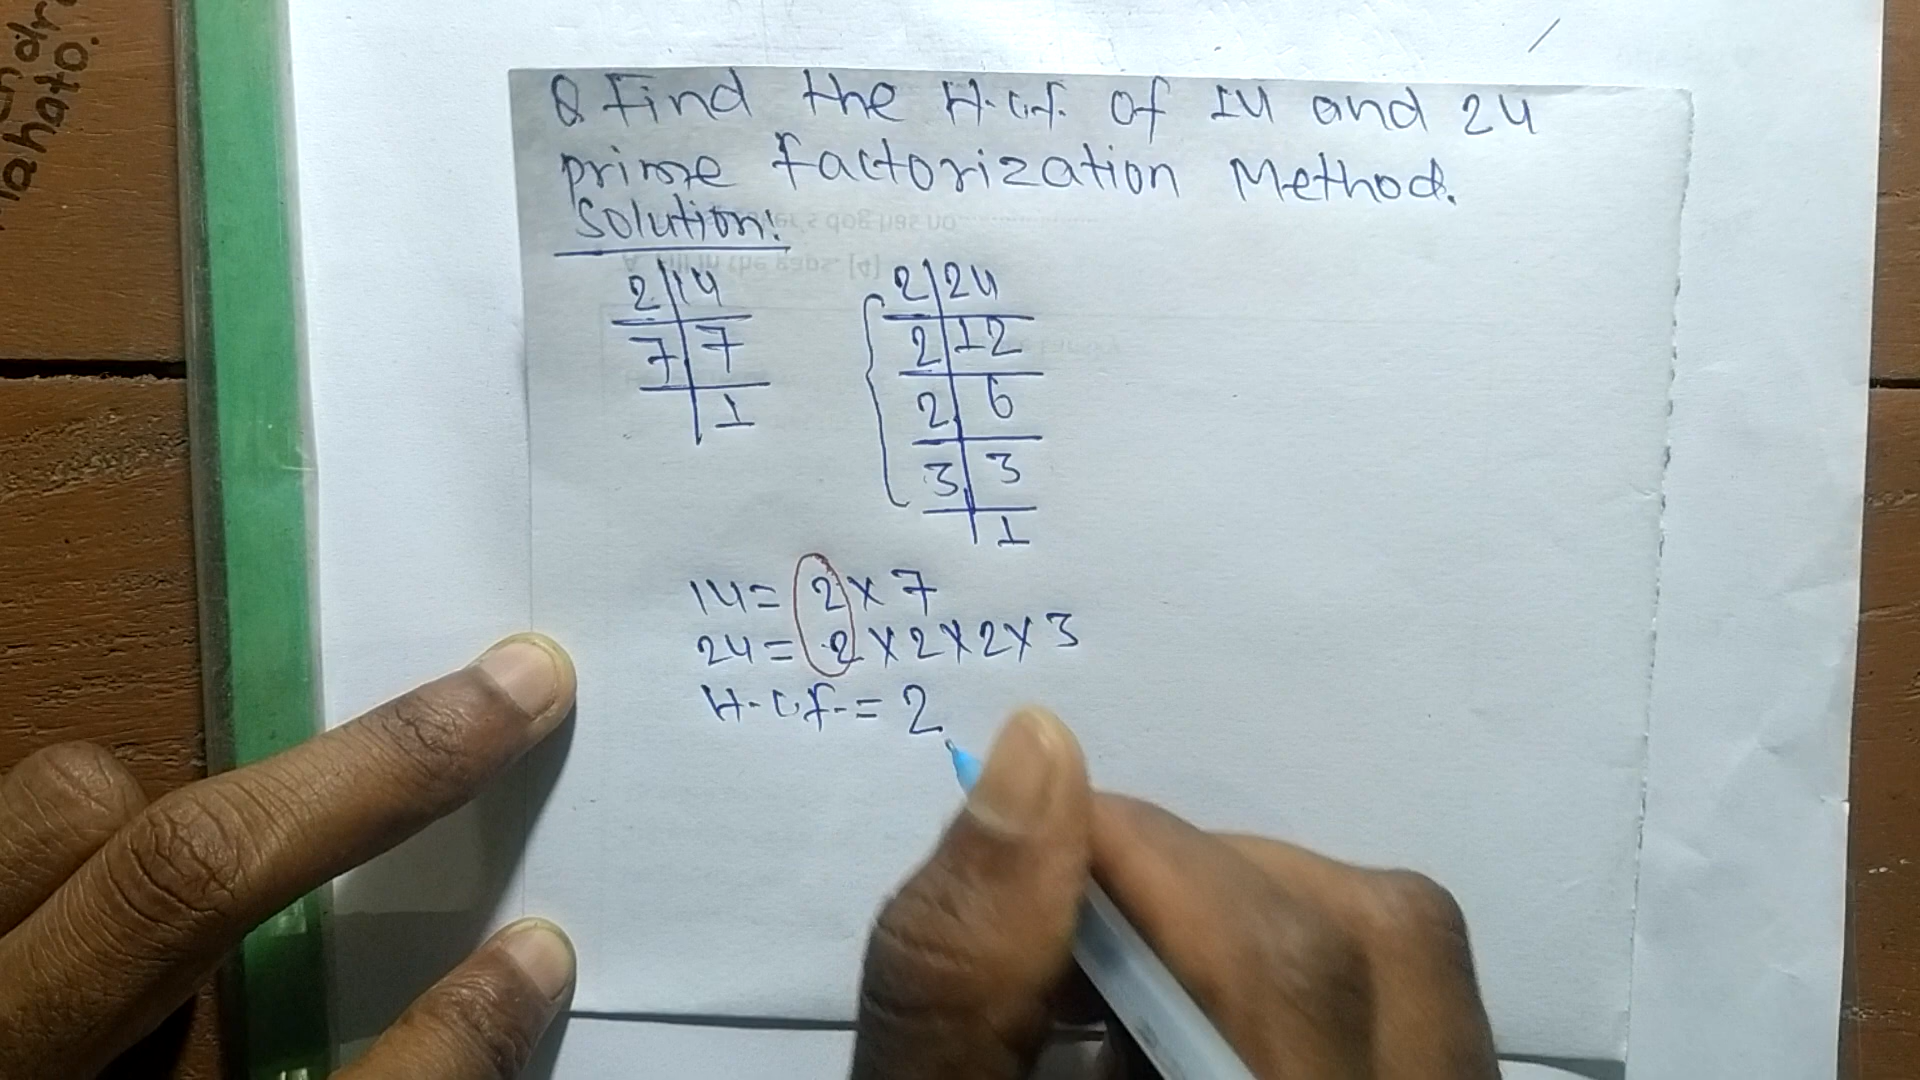 Q Find the H.C.F. of 14 and 24
prime factorization Method.
Solution:
2 14
7 7
1
2 24
2 12
2 6
3 3
1
14 = 2 × 7
24 = 2 × 2 × 2 × 3
H.C.F. = 2